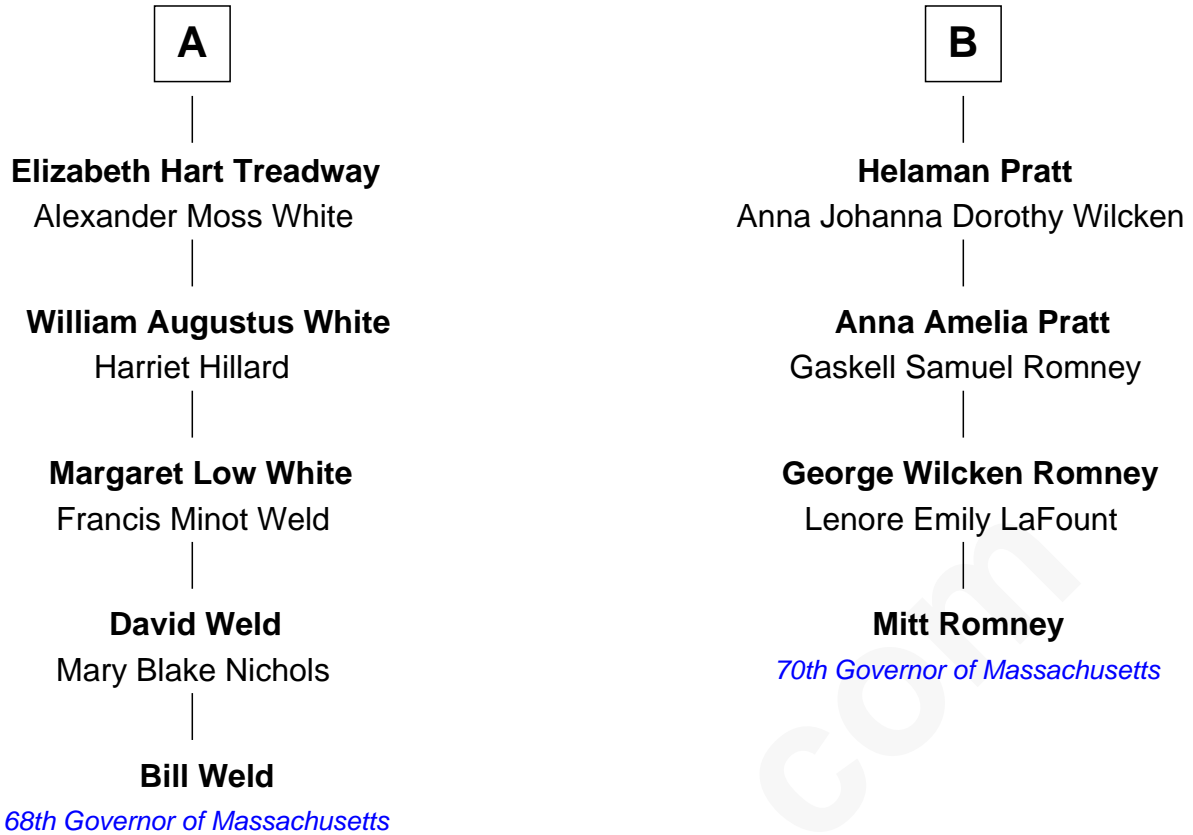 A
Elizabeth Hart Treadway
Alexander Moss White
William Augustus White
Harriet Hillard
Margaret Low White
Francis Minot Weld
David Weld
Mary Blake Nichols
Bill Weld
68th Governor of Massachusetts
B
Helaman Pratt
Anna Johanna Dorothy Wilcken
Anna Amelia Pratt
Gaskell Samuel Romney
George Wilcken Romney
Lenore Emily LaFount
Mitt Romney
70th Governor of Massachusetts
com